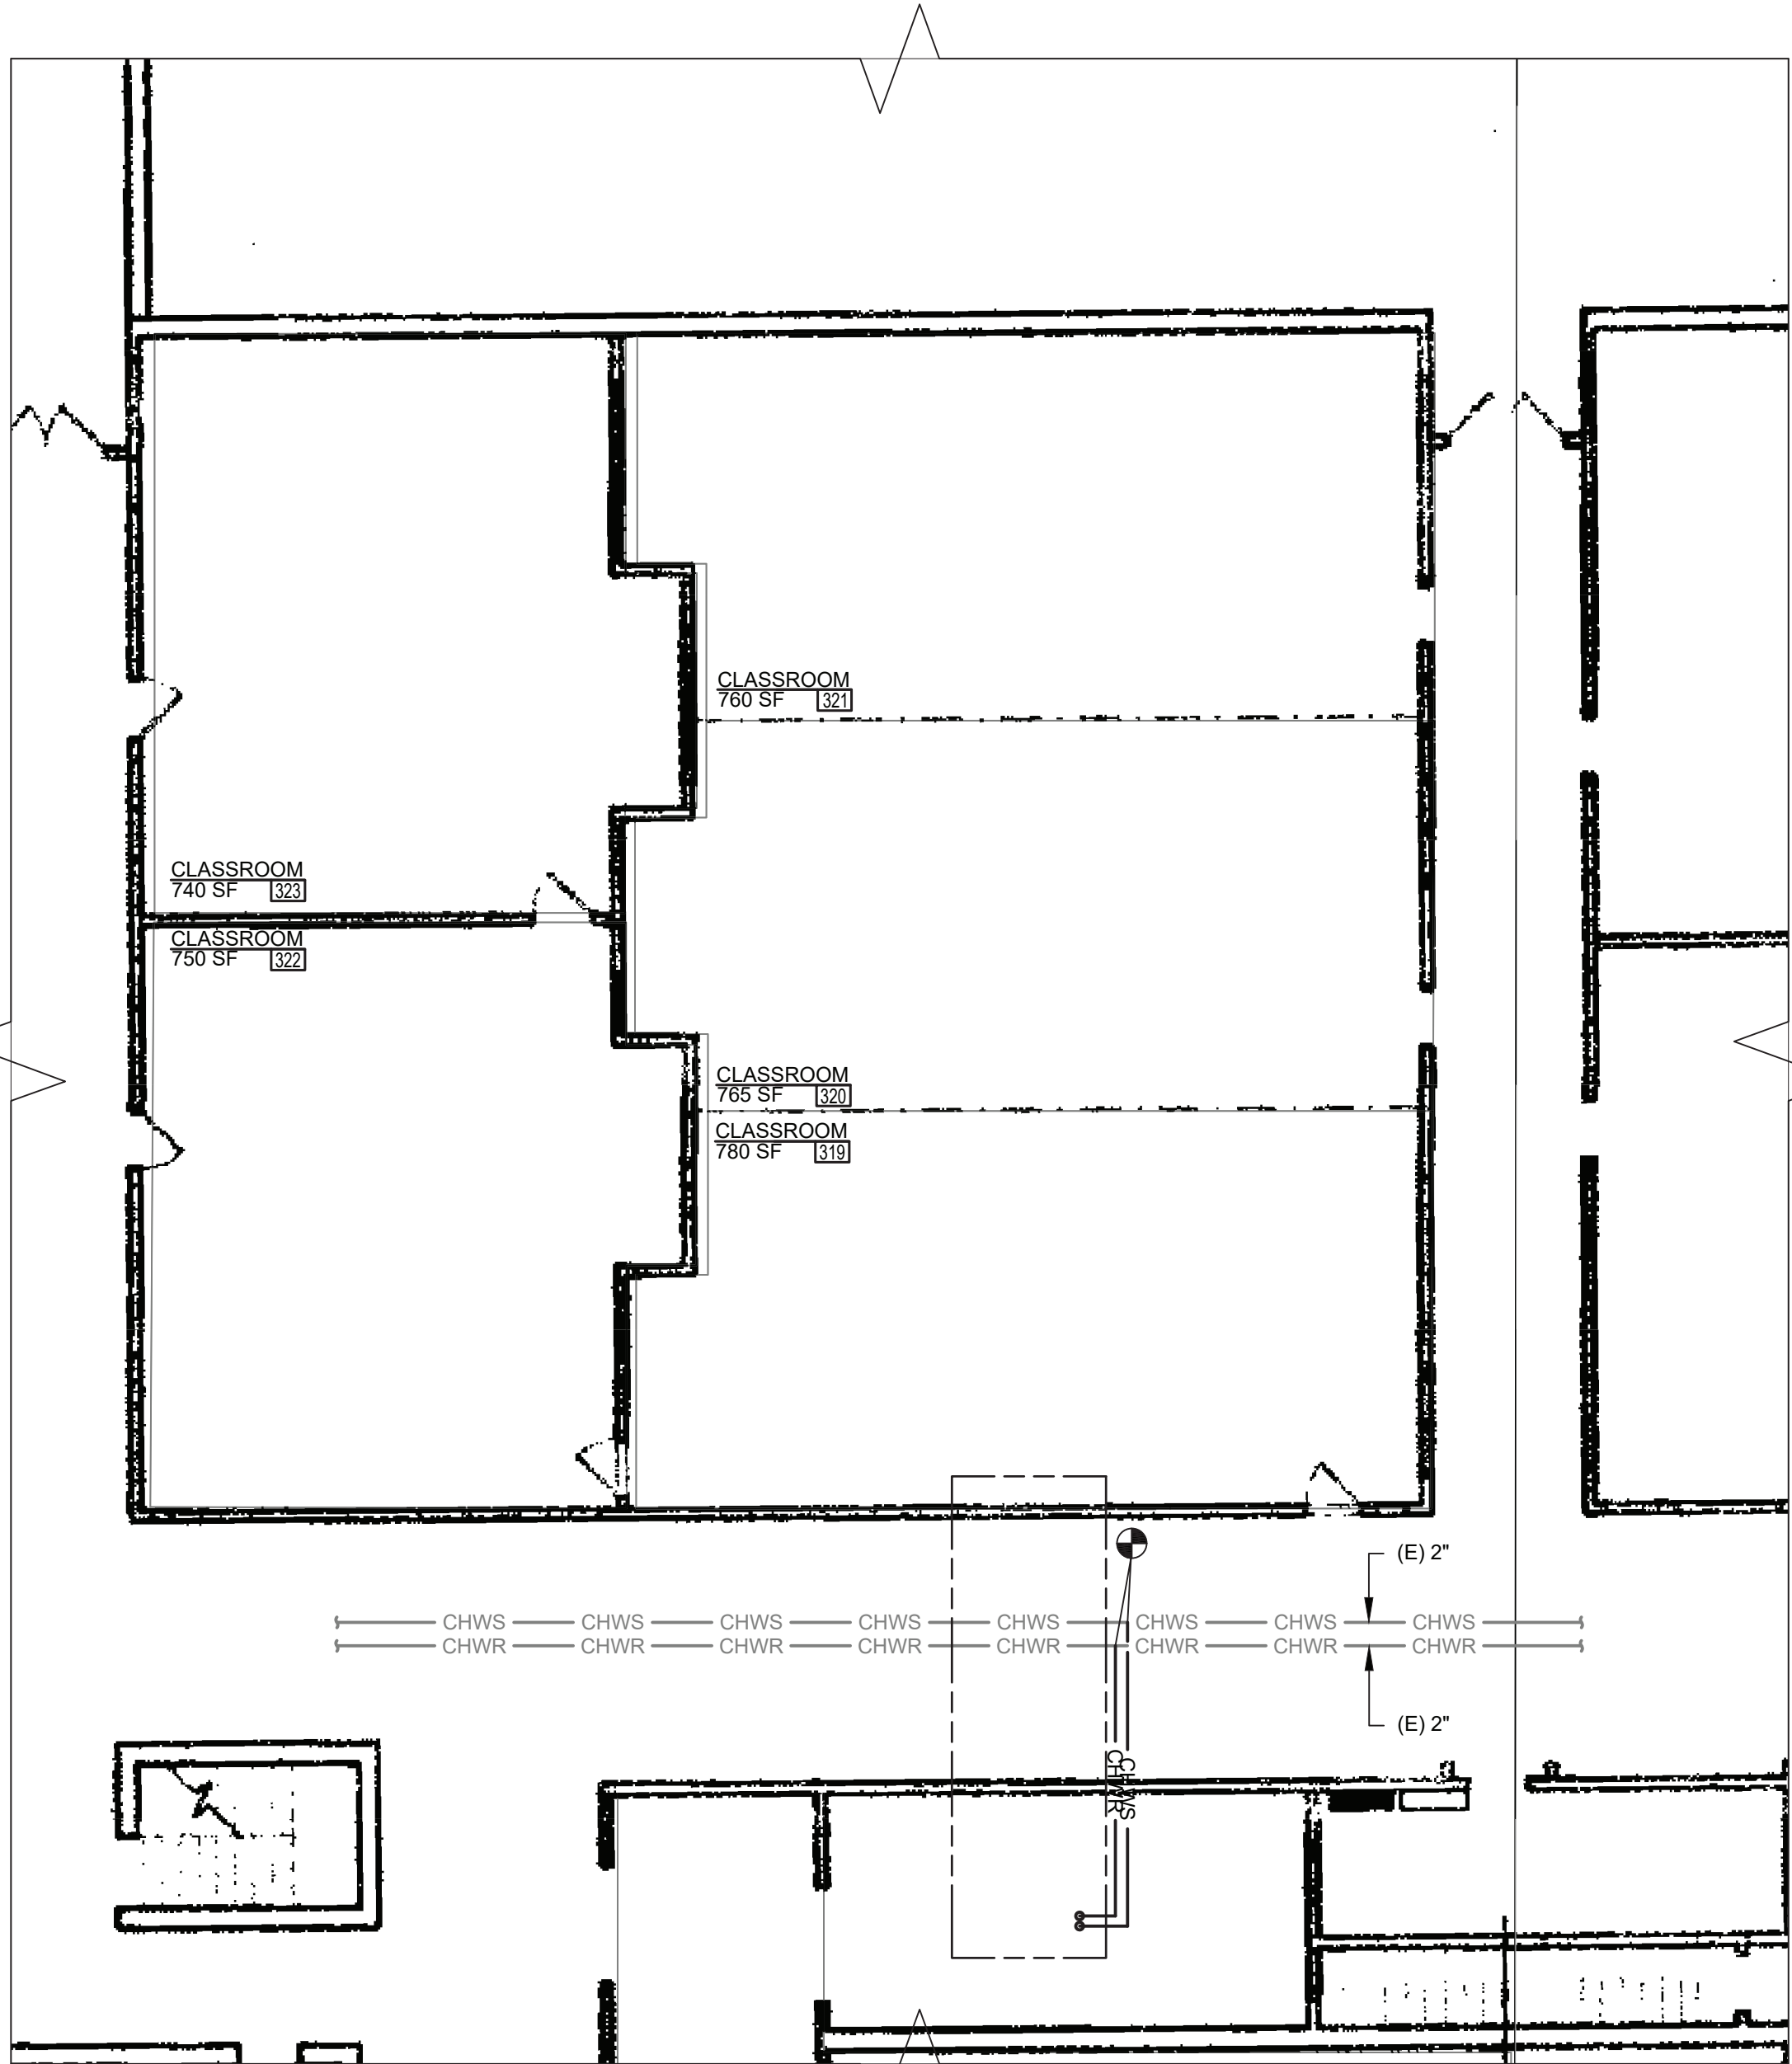 CLASSROOM
760 SF 321
CLASSROOM
740 SF 323
CLASSROOM
750 SF 322
CLASSROOM
765 SF 320
CLASSROOM
780 SF 319
(E) 2"
CHWS CHWS CHWS CHWS CHWS CHWS CHWS CHWS
CHWR CHWR CHWR CHWR CHWR CHWR CHWR CHWR
(E) 2"
CHWR
CHWS